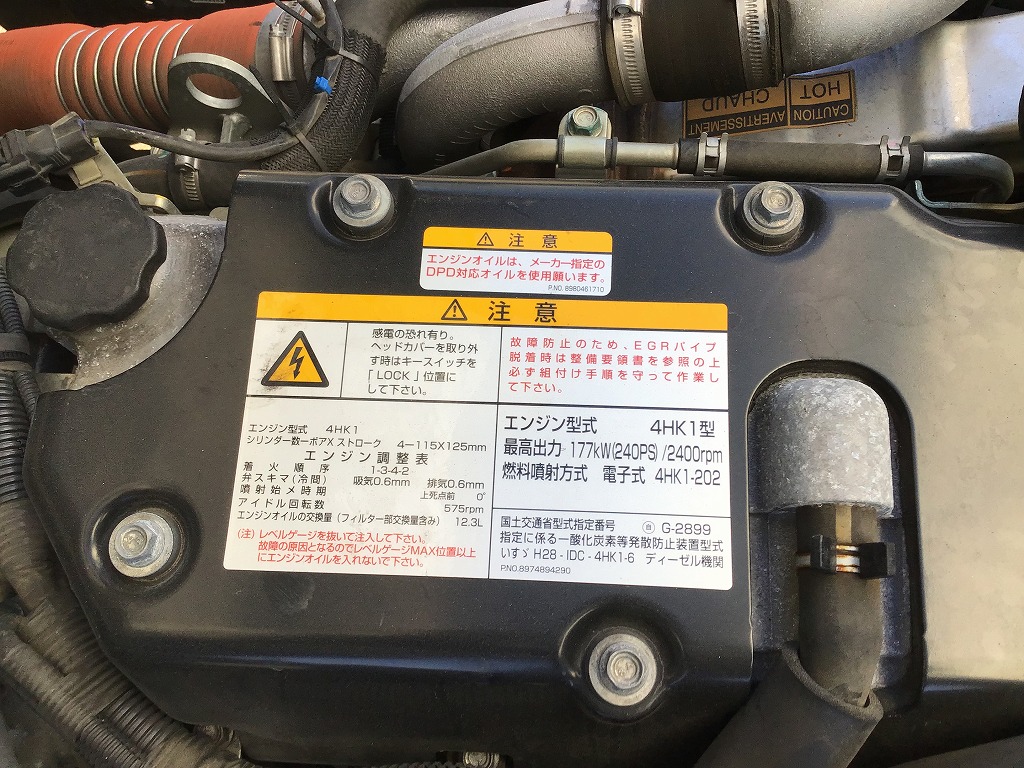 CAUTION
HOT
AVERTISSEMENT
CHAUD
⚠ 注意
エンジンオイルは、メーカー指定の
DPD対応オイルを使用願います。
P.NO. 8980461710
⚠ 注意
感電の恐れ有り。
ヘッドカバーを取り外
す時はキースイッチを
「LOCK」位置に
して下さい。
故障防止のため、EGRパイプ
脱着時は整備要領書を参照の上
必ず組付け手順を守って作業し
て下さい。
エンジン型式 4HK1
シリンダー数ーボアXストローク 4ー115X125mm
エンジン調整表
着火順序 1-3-4-2
弁スキマ(冷間) 吸気0.6mm 排気0.6mm
噴射始メ時期 上死点前 0°
アイドル回転数 575rpm
エンジンオイルの交換量(フィルター部交換量含み) 12.3L
(注) レベルゲージを抜いて注入して下さい。
故障の原因となるのでレベルゲージMAX位置以上
にエンジンオイルを入れないで下さい。
エンジン型式 4HK1型
最高出力 177kW(240PS)/2400rpm
燃料噴射方式 電子式 4HK1-202
国土交通省型式指定番号 自 G-2899
指定に係る一酸化炭素等発散防止装置型式
いすゞ H28-IDC-4HK1-6 ディーゼル機関
P.NO.8974894290